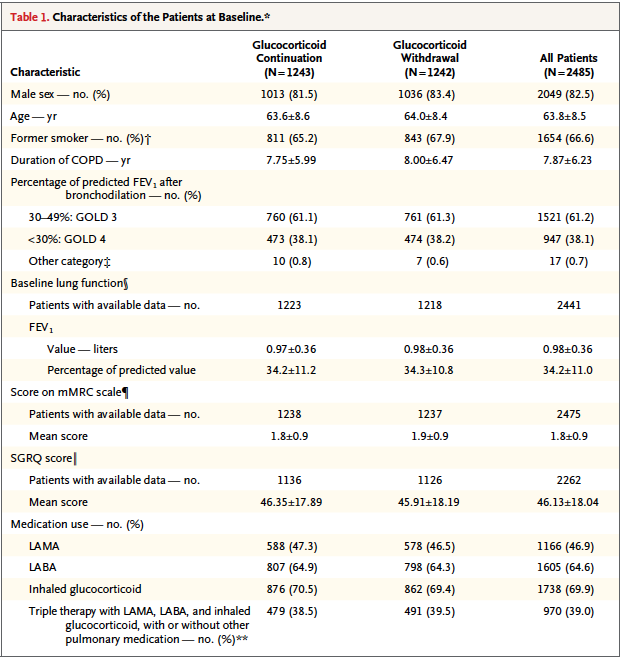 Table 1. Characteristics of the Patients at Baseline.*
Characteristic Glucocorticoid Continuation (N=1243) Glucocorticoid Withdrawal (N=1242) All Patients (N=2485)
Male sex — no. (%) 1013 (81.5) 1036 (83.4) 2049 (82.5)
Age — yr 63.6±8.6 64.0±8.4 63.8±8.5
Former smoker — no. (%)† 811 (65.2) 843 (67.9) 1654 (66.6)
Duration of COPD — yr 7.75±5.99 8.00±6.47 7.87±6.23
Percentage of predicted FEV₁ after
bronchodilation — no. (%)
30–49%: GOLD 3 760 (61.1) 761 (61.3) 1521 (61.2)
<30%: GOLD 4 473 (38.1) 474 (38.2) 947 (38.1)
Other category‡ 10 (0.8) 7 (0.6) 17 (0.7)
Baseline lung function§
Patients with available data — no. 1223 1218 2441
FEV₁
Value — liters 0.97±0.36 0.98±0.36 0.98±0.36
Percentage of predicted value 34.2±11.2 34.3±10.8 34.2±11.0
Score on mMRC scale¶
Patients with available data — no. 1238 1237 2475
Mean score 1.8±0.9 1.9±0.9 1.8±0.9
SGRQ score‖
Patients with available data — no. 1136 1126 2262
Mean score 46.35±17.89 45.91±18.19 46.13±18.04
Medication use — no. (%)
LAMA 588 (47.3) 578 (46.5) 1166 (46.9)
LABA 807 (64.9) 798 (64.3) 1605 (64.6)
Inhaled glucocorticoid 876 (70.5) 862 (69.4) 1738 (69.9)
Triple therapy with LAMA, LABA, and inhaled 479 (38.5) 491 (39.5) 970 (39.0)
glucocorticoid, with or without other
pulmonary medication — no. (%)**